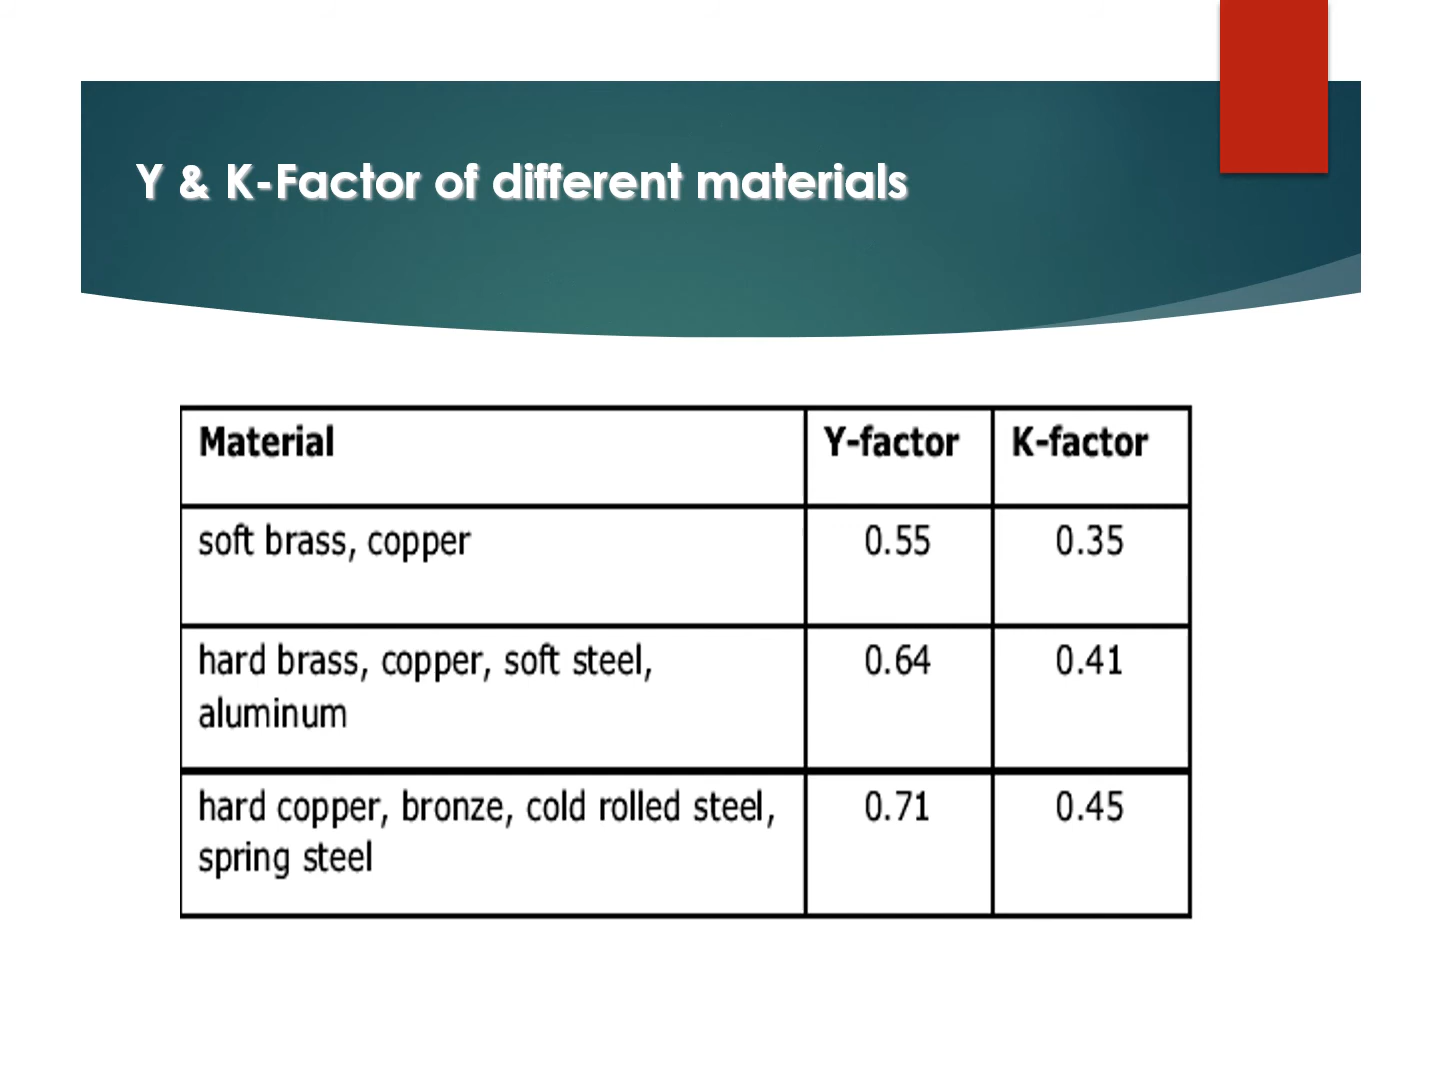 Y & K-Factor of different materials
Material Y-factor K-factor
soft brass, copper 0.55 0.35
hard brass, copper, soft steel, 0.64 0.41
aluminum
hard copper, bronze, cold rolled steel, 0.71 0.45
spring steel